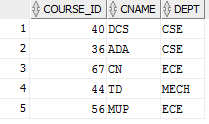 COURSE_ID CNAME DEPT
1 40 DCS CSE
2 36 ADA CSE
3 67 CN ECE
4 44 TD MECH
5 56 MUP ECE